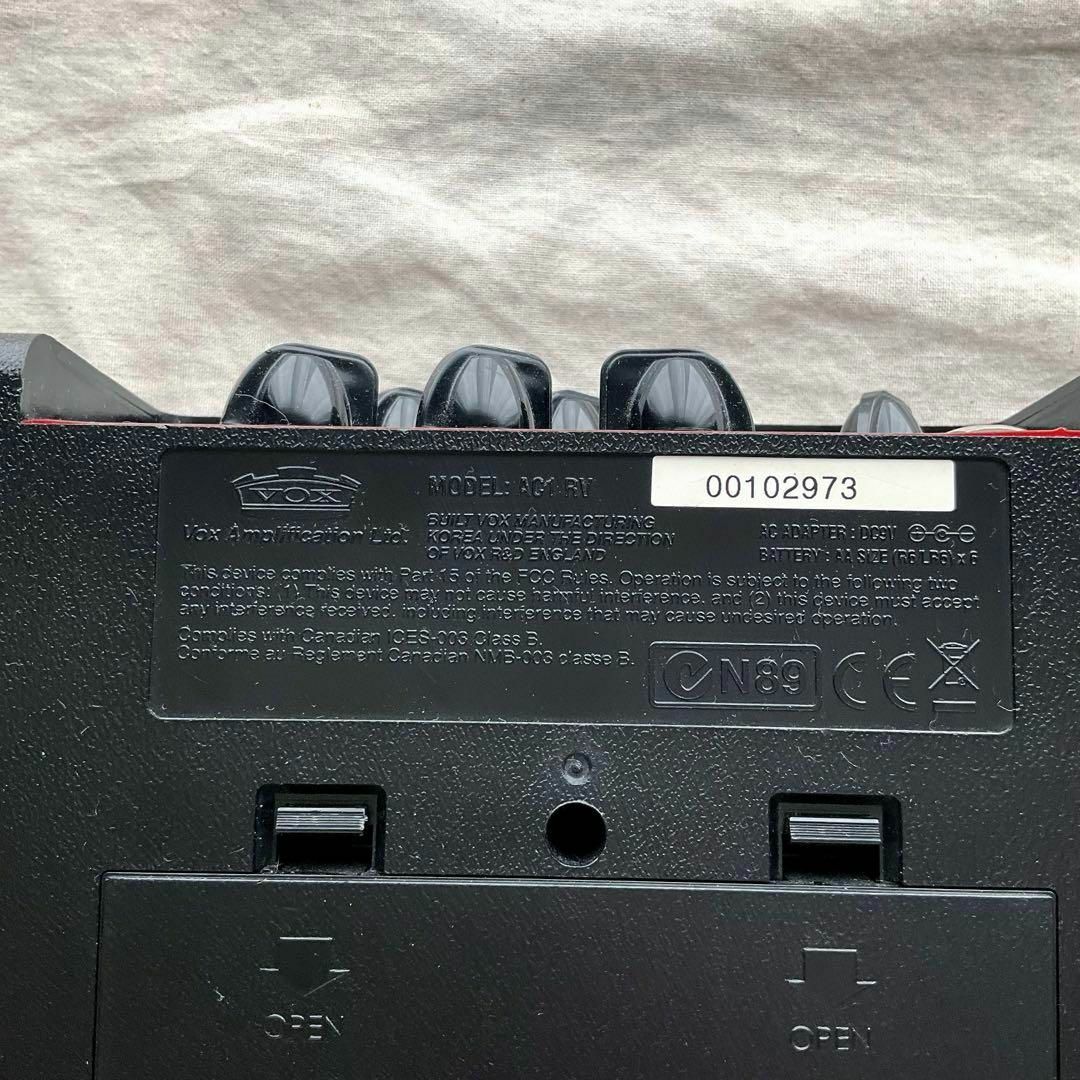 VOX
Vox Amplification Ltd.
MODEL: AC1 RV
00102973
BUILT VOX MANUFACTURING
KOREA UNDER THE DIRECTION
OF VOX R&D ENGLAND
AC ADAPTER : DC9V
BATTERY : AA SIZE (R6/LR6) × 6
This device complies with Part 15 of the FCC Rules. Operation is subject to the following two
conditions: (1) This device may not cause harmful interference, and (2) this device must accept
any interference received, including interference that may cause undesired operation.
Complies with Canadian ICES-003 Class B.
Conforme au Reglement Canadian NMB-003 classe B.
N89
CE
OPEN
OPEN